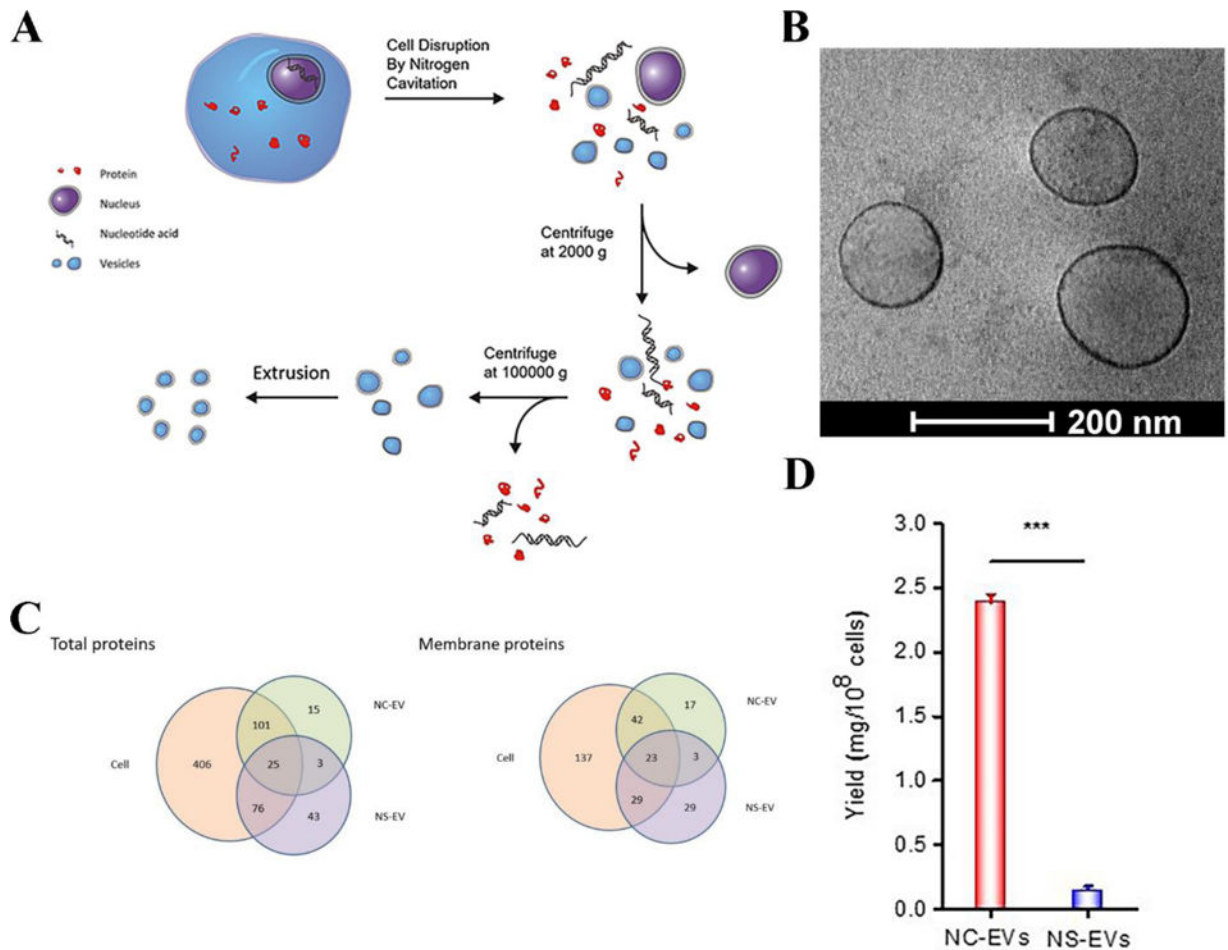 A
Cell Disruption
By Nitrogen
Cavitation
Protein
Nucleus
Nucleotide acid
Vesicles
Centrifuge
at 2000 g
Centrifuge
at 100000 g
Extrusion
B
200 nm
C
Total proteins
Cell
NC-EV
NS-EV
406
101
15
25
3
76
43
Membrane proteins
Cell
NC-EV
NS-EV
137
42
17
23
3
29
29
D
Yield (mg/10⁸ cells)
3.0
2.5
2.0
1.5
1.0
0.5
0.0
***
NC-EVs
NS-EVs